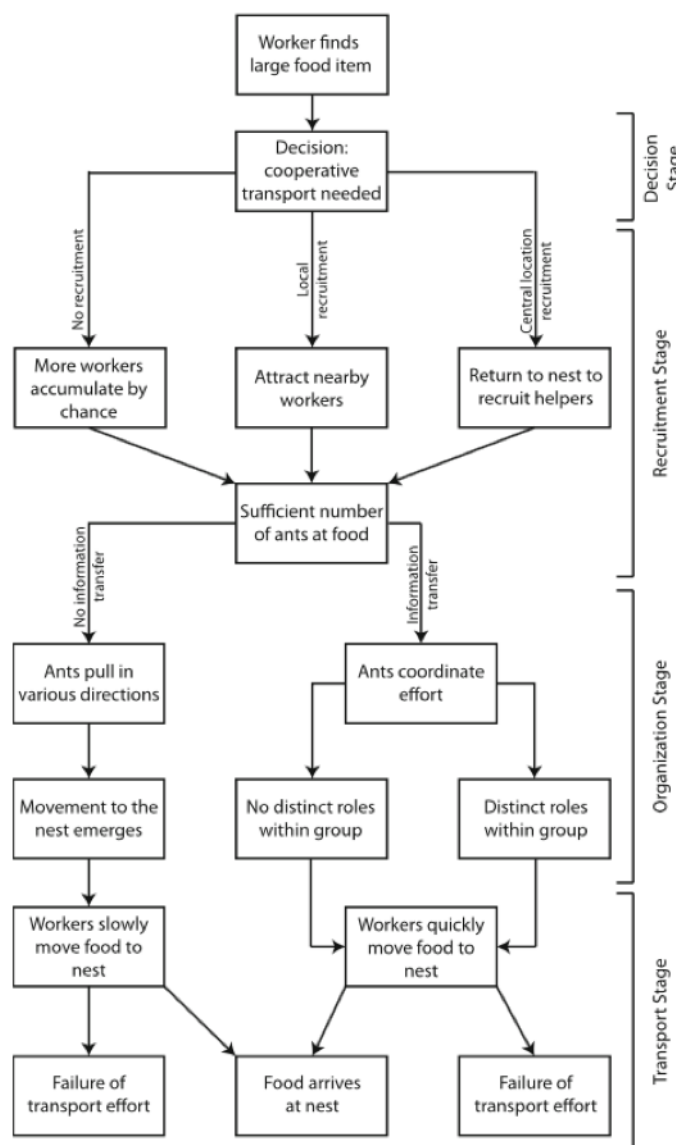 Worker finds
large food item
Decision:
cooperative
transport needed
Decision
Stage
No recruitment
Local
recruitment
Central location
recruitment
More workers
accumulate by
chance
Attract nearby
workers
Return to nest to
recruit helpers
Recruitment Stage
Sufficient number
of ants at food
No information
transfer
Information
transfer
Ants pull in
various directions
Ants coordinate
effort
Organization Stage
Movement to the
nest emerges
No distinct roles
within group
Distinct roles
within group
Workers slowly
move food to
nest
Workers quickly
move food to
nest
Transport Stage
Failure of
transport effort
Food arrives
at nest
Failure of
transport effort